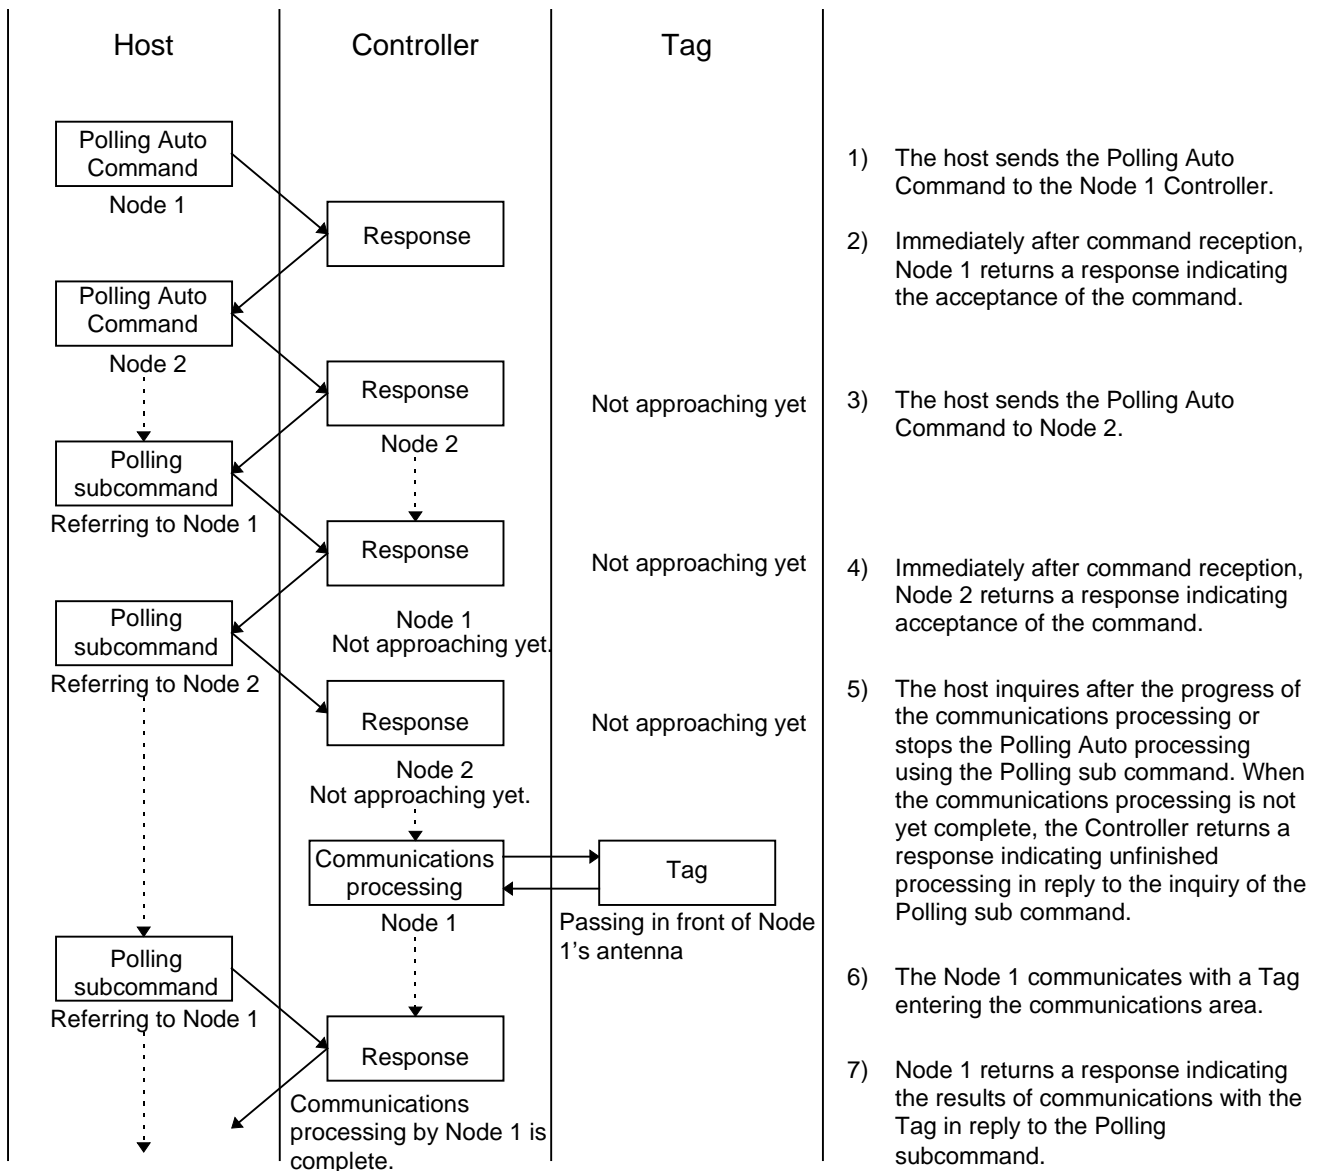 Host
Controller
Tag
Polling Auto
Command
Node 1
Response
Polling Auto
Command
Node 2
Response
Node 2
Not approaching yet
Polling
subcommand
Referring to Node 1
Response
Node 1
Not approaching yet.
Not approaching yet
Polling
subcommand
Referring to Node 2
Response
Node 2
Not approaching yet.
Not approaching yet
Communications
processing
Node 1
Tag
Passing in front of Node
1’s antenna
Polling
subcommand
Referring to Node 1
Response
Communications
processing by Node 1 is
complete.
1) The host sends the Polling Auto
Command to the Node 1 Controller.
2) Immediately after command reception,
Node 1 returns a response indicating
the acceptance of the command.
3) The host sends the Polling Auto
Command to Node 2.
4) Immediately after command reception,
Node 2 returns a response indicating
acceptance of the command.
5) The host inquires after the progress of
the communications processing or
stops the Polling Auto processing
using the Polling sub command. When
the communications processing is not
yet complete, the Controller returns a
response indicating unfinished
processing in reply to the inquiry of the
Polling sub command.
6) The Node 1 communicates with a Tag
entering the communications area.
7) Node 1 returns a response indicating
the results of communications with the
Tag in reply to the Polling
subcommand.